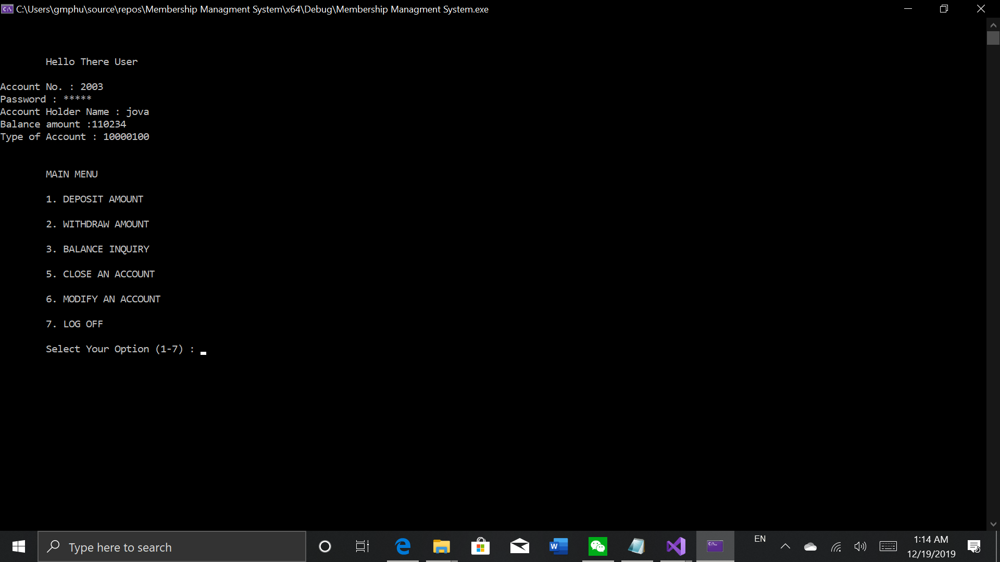 C:\Users\gmphu\source\repos\Membership Managment System\x64\Debug\Membership Managment System.exe
Hello There User
Account No. : 2003
Password : *****
Account Holder Name : jova
Balance amount :110234
Type of Account : 10000100
MAIN MENU
1. DEPOSIT AMOUNT
2. WITHDRAW AMOUNT
3. BALANCE INQUIRY
5. CLOSE AN ACCOUNT
6. MODIFY AN ACCOUNT
7. LOG OFF
Select Your Option (1-7) :
Type here to search
EN
1:14 AM
12/19/2019